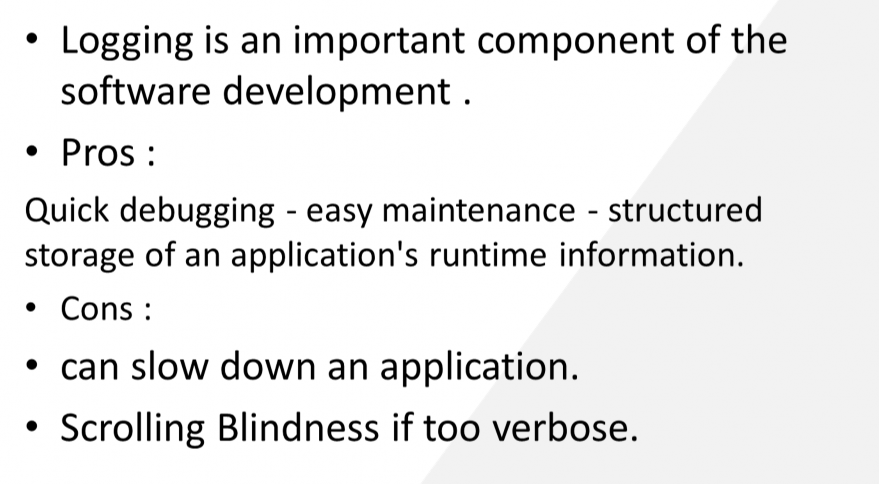 • Logging is an important component of the
software development .
• Pros :
Quick debugging - easy maintenance - structured
storage of an application's runtime information.
• Cons :
• can slow down an application.
• Scrolling Blindness if too verbose.